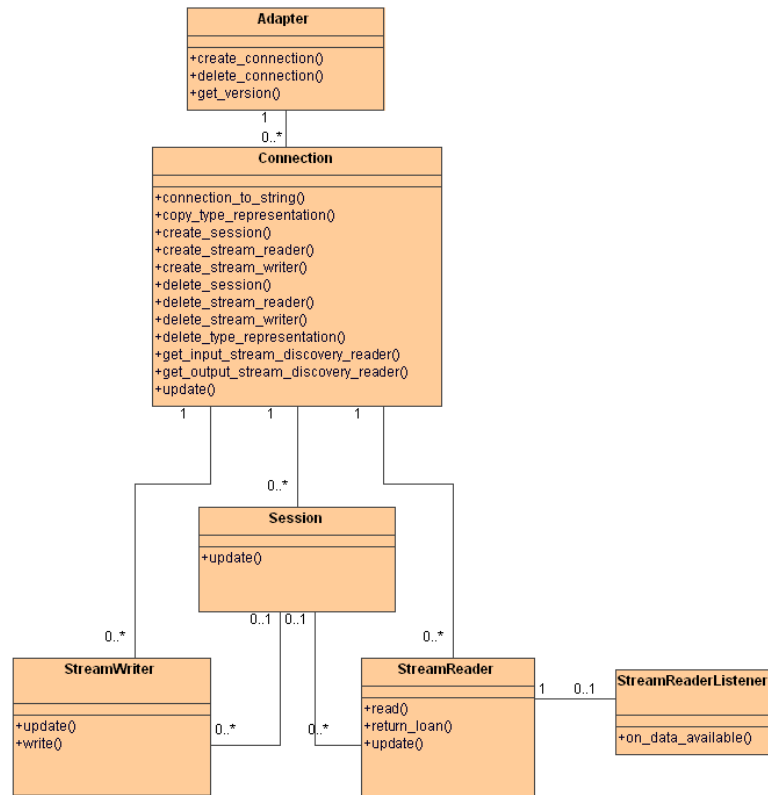 Adapter
+create_connection()
+delete_connection()
+get_version()
1
0..*
Connection
+connection_to_string()
+copy_type_representation()
+create_session()
+create_stream_reader()
+create_stream_writer()
+delete_session()
+delete_stream_reader()
+delete_stream_writer()
+delete_type_representation()
+get_input_stream_discovery_reader()
+get_output_stream_discovery_reader()
+update()
1 1 1
0..*
Session
+update()
0..1 0..1
0..* 0..*
StreamWriter
+update()
+write()
0..*
StreamReader
+read()
+return_loan()
+update()
0..*
1 0..1
StreamReaderListener
+on_data_available()